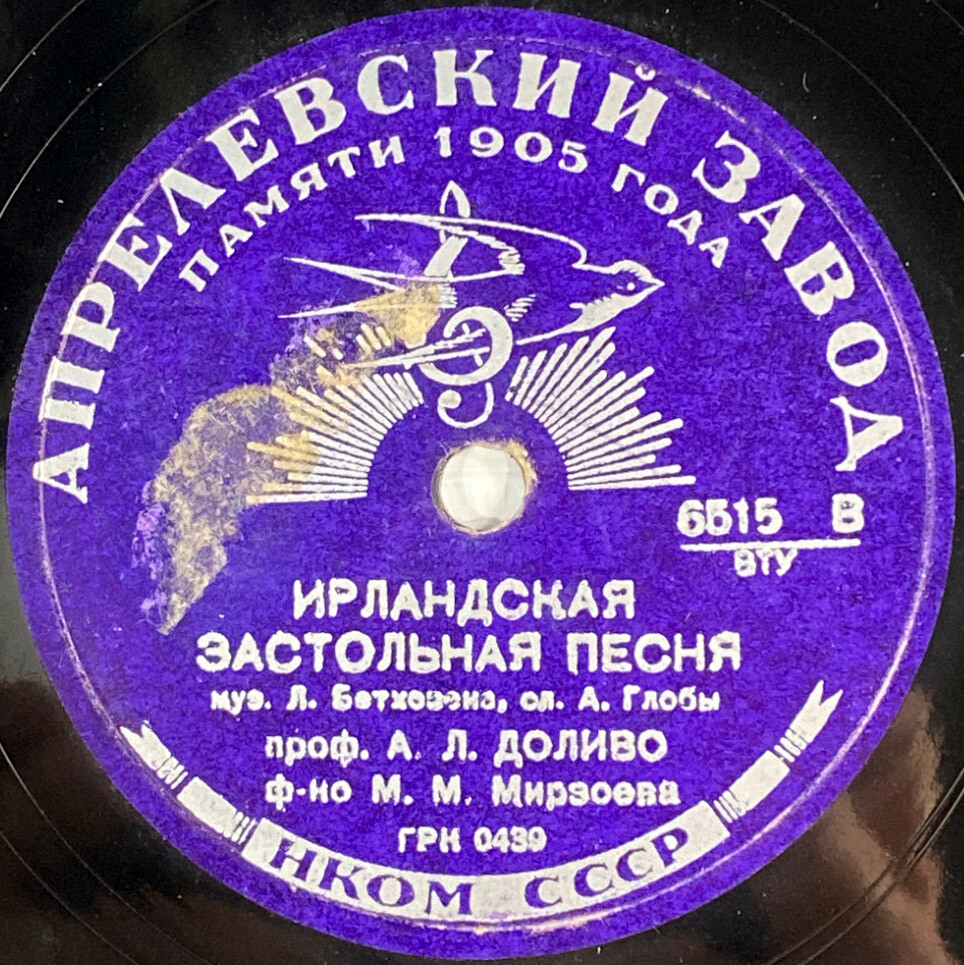 АПРЕЛЕВСКИЙ ЗАВОД
ПАМЯТИ 1905 ГОДА
6515 В
ВТУ
ИРЛАНДСКАЯ
ЗАСТОЛЬНАЯ ПЕСНЯ
муз. Л. Бетховена, сл. А. Глобы
проф. А. Л. ДОЛИВО
ф-но М. М. Мирзоева
ГРК 0439
НКОМ СССР